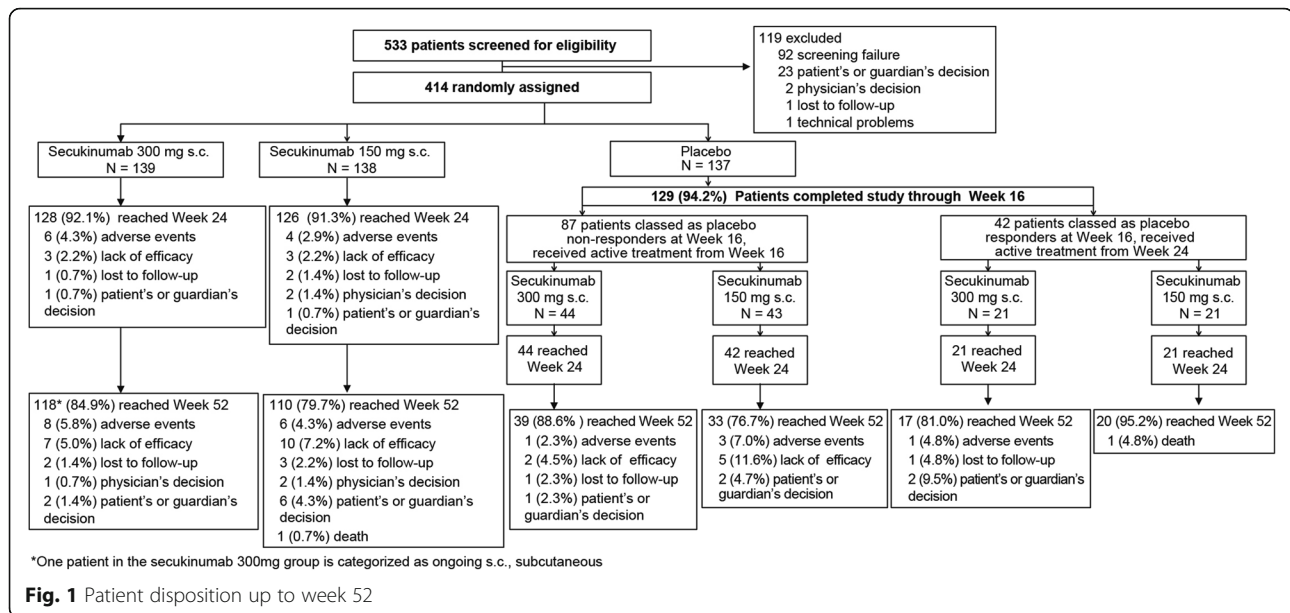 533 patients screened for eligibility
119 excluded
92 screening failure
23 patient's or guardian's decision
2 physician's decision
1 lost to follow-up
1 technical problems
414 randomly assigned
Secukinumab 300 mg s.c.
N = 139
Secukinumab 150 mg s.c.
N = 138
Placebo
N = 137
129 (94.2%) Patients completed study through Week 16
128 (92.1%) reached Week 24
6 (4.3%) adverse events
3 (2.2%) lack of efficacy
1 (0.7%) lost to follow-up
1 (0.7%) patient's or guardian's
decision
126 (91.3%) reached Week 24
4 (2.9%) adverse events
3 (2.2%) lack of efficacy
2 (1.4%) lost to follow-up
2 (1.4%) physician's decision
1 (0.7%) patient's or guardian's
decision
87 patients classed as placebo
non-responders at Week 16,
received active treatment from Week 16
42 patients classed as placebo
responders at Week 16, received
active treatment from Week 24
Secukinumab
300 mg s.c.
N = 44
Secukinumab
150 mg s.c.
N = 43
Secukinumab
300 mg s.c.
N = 21
Secukinumab
150 mg s.c.
N = 21
44 reached
Week 24
42 reached
Week 24
21 reached
Week 24
21 reached
Week 24
118* (84.9%) reached Week 52
8 (5.8%) adverse events
7 (5.0%) lack of efficacy
2 (1.4%) lost to follow-up
1 (0.7%) physician's decision
2 (1.4%) patient's or guardian's
decision
110 (79.7%) reached Week 52
6 (4.3%) adverse events
10 (7.2%) lack of efficacy
3 (2.2%) lost to follow-up
2 (1.4%) physician's decision
6 (4.3%) patient's or guardian's
decision
1 (0.7%) death
39 (88.6% ) reached Week 52
1 (2.3%) adverse events
2 (4.5%) lack of efficacy
1 (2.3%) lost to follow-up
1 (2.3%) patient's or
guardian's decision
33 (76.7%) reached Week 52
3 (7.0%) adverse events
5 (11.6%) lack of efficacy
2 (4.7%) patient's or
guardian's decision
17 (81.0%) reached Week 52
1 (4.8%) adverse events
1 (4.8%) lost to follow-up
2 (9.5%) patient's or guardian's
decision
20 (95.2%) reached Week 52
1 (4.8%) death
*One patient in the secukinumab 300mg group is categorized as ongoing s.c., subcutaneous
Fig. 1 Patient disposition up to week 52